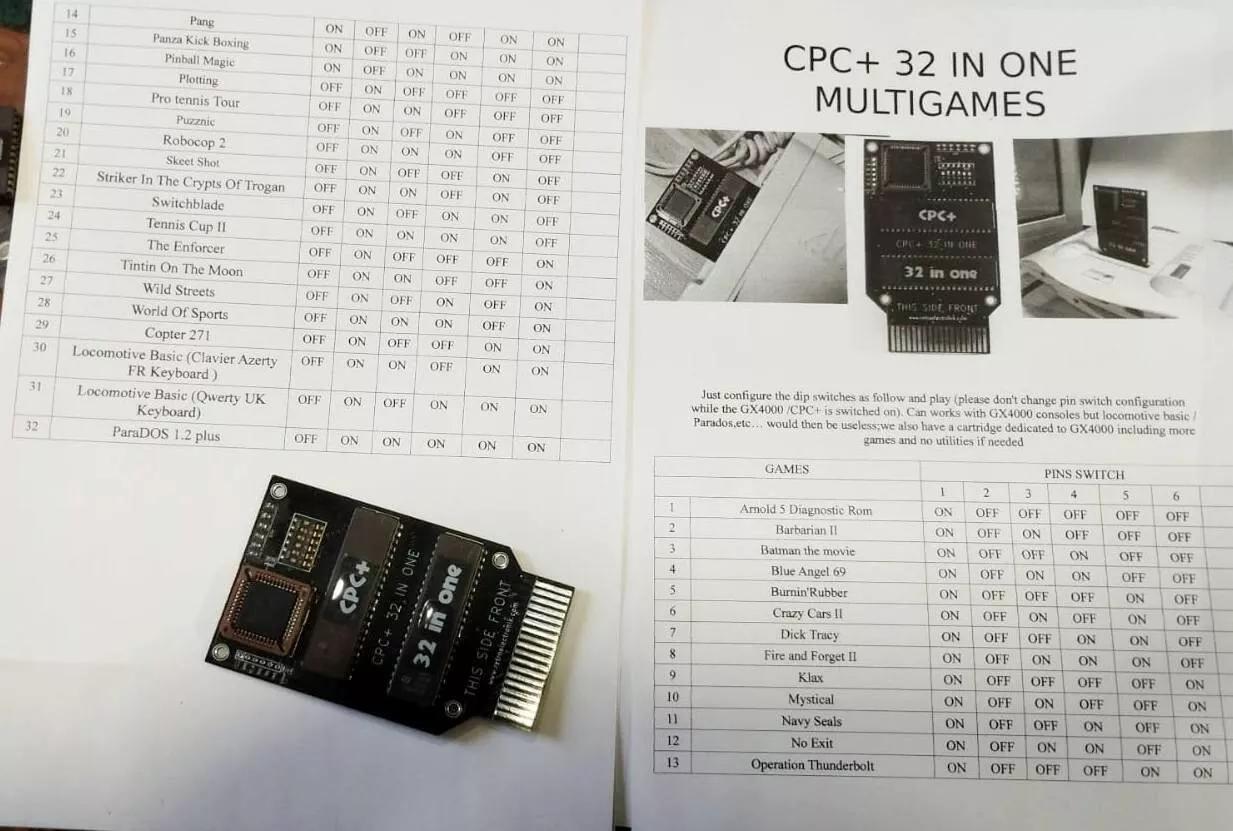 14 Pang ON OFF ON OFF ON ON
15 Panza Kick Boxing ON OFF OFF ON ON ON
16 Pinball Magic ON OFF ON ON ON ON
17 Plotting OFF ON OFF OFF OFF OFF
18 Pro tennis Tour OFF ON ON OFF OFF OFF
19 Puzznic OFF ON OFF ON OFF OFF
20 Robocop 2 OFF ON ON ON OFF OFF
21 Skeet Shot OFF ON OFF OFF ON OFF
22 Striker In The Crypts Of Trogan OFF ON ON OFF ON OFF
23 Switchblade OFF ON OFF ON ON OFF
24 Tennis Cup II OFF ON ON ON ON OFF
25 The Enforcer OFF ON OFF OFF OFF ON
26 Tintin On The Moon OFF ON ON OFF OFF ON
27 Wild Streets OFF ON OFF ON OFF ON
28 World of Sports OFF ON ON ON OFF ON
29 Copter 271 OFF ON OFF OFF ON ON
30 Locomotive Basic (Clavier Azerty
FR Keyboard ) OFF ON ON OFF ON ON
31 Locomotive Basic (Qwerty UK
Keyboard) OFF ON OFF ON ON ON
32 ParaDOS 1.2 plus OFF ON ON ON ON ON
CPC+
CPC+ 32 IN ONE
32 in one
THIS SIDE FRONT
www.retroelectronik.com
CPC+ 32 IN ONE
MULTIGAMES
CPC+
CPC+ 32 IN ONE
CPC+
CPC+ 32 IN ONE
32 in one
THIS SIDE FRONT
www.retroelectronik.com
Just configure the dip switches as follow and play (please don't change pin switch configuration
while the GX4000 /CPC+ is switched on). Can works with GX4000 consoles but locomotive basic /
Parados,etc… would then be useless;we also have a cartridge dedicated to GX4000 including more
games and no utilities if needed
GAMES PINS SWITCH
1 2 3 4 5 6
1 Arnold 5 Diagnostic Rom ON OFF OFF OFF OFF OFF
2 Barbarian II ON OFF ON OFF OFF OFF
3 Batman the movie ON OFF OFF ON OFF OFF
4 Blue Angel 69 ON OFF ON ON OFF OFF
5 Burnin'Rubber ON OFF OFF OFF ON OFF
6 Crazy Cars II ON OFF ON OFF ON OFF
7 Dick Tracy ON OFF OFF ON ON OFF
8 Fire and Forget II ON OFF ON ON ON OFF
9 Klax ON OFF OFF OFF OFF ON
10 Mystical ON OFF ON OFF OFF ON
11 Navy Seals ON OFF OFF ON OFF ON
12 No Exit ON OFF ON ON OFF ON
13 Operation Thunderbolt ON OFF OFF OFF ON ON